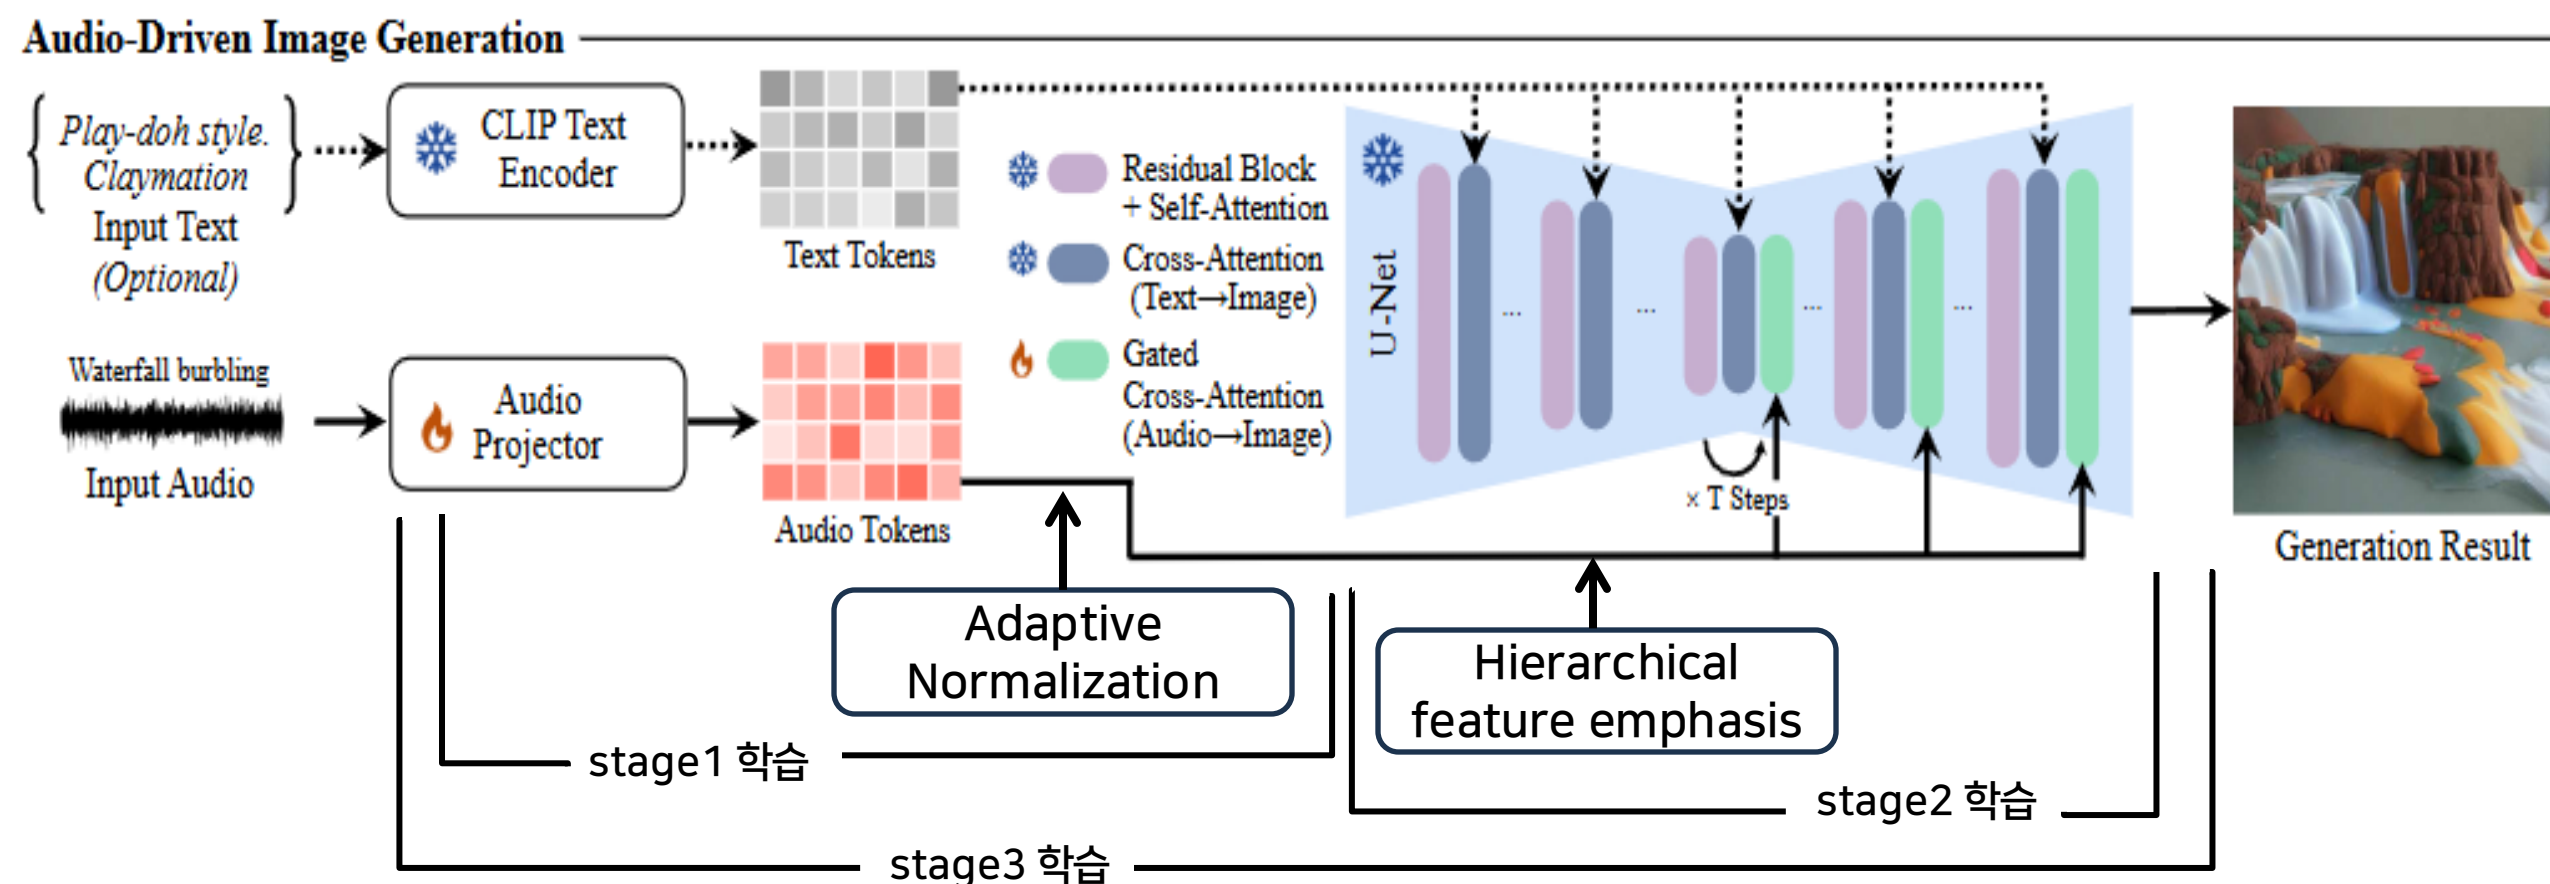 Audio-Driven Image Generation
Play-doh style.
Claymation
Input Text
(Optional)
CLIP Text
Encoder
Text Tokens
Waterfall burbling
Input Audio
Audio
Projector
Audio Tokens
Residual Block
+ Self-Attention
Cross-Attention
(Text→Image)
Gated
Cross-Attention
(Audio→Image)
U-Net
...
...
...
...
× T Steps
Generation Result
Adaptive
Normalization
Hierarchical
feature emphasis
stage1 학습
stage2 학습
stage3 학습